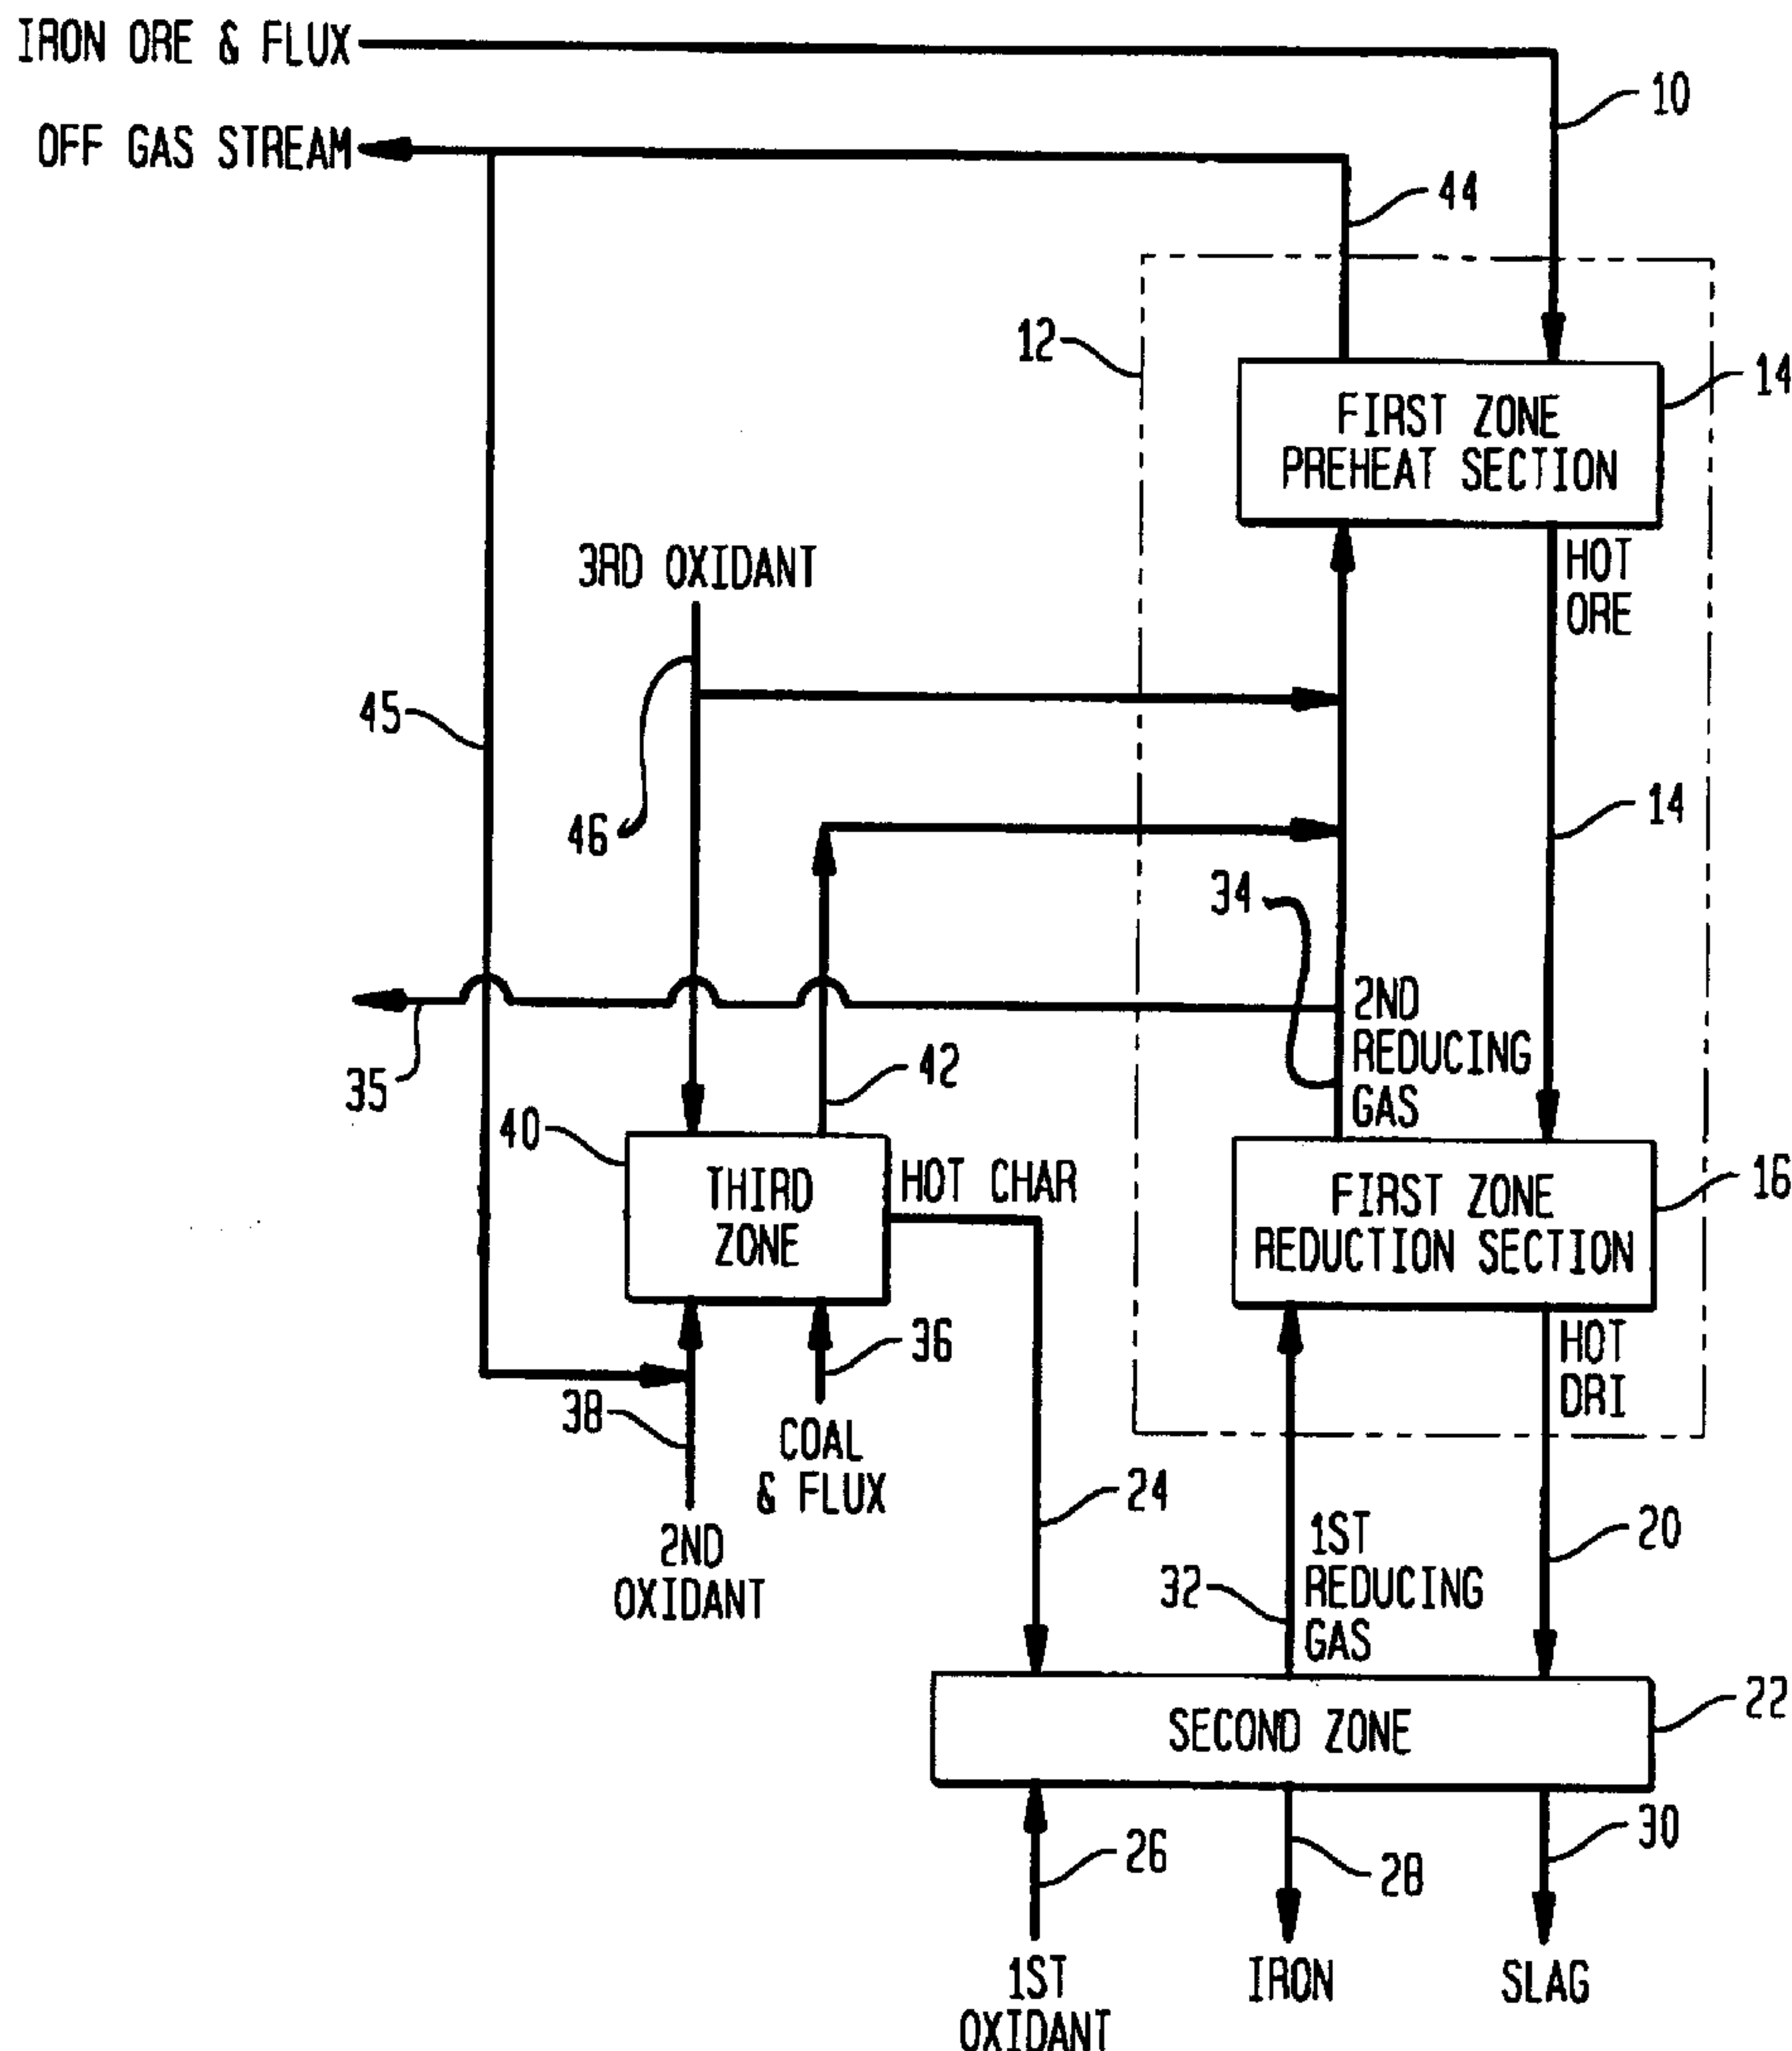 IRON ORE & FLUX
10
OFF GAS STREAM
44
12
14
FIRST ZONE
PREHEAT SECTION
3RD OXIDANT
HOT
ORE
45
46
14
34
2ND
REDUCING
GAS
35
42
40
THIRD
ZONE
HOT CHAR
16
FIRST ZONE
REDUCTION SECTION
36
38
HOT
DRI
COAL
& FLUX
24
2ND
OXIDANT
20
1ST
REDUCING
GAS
32
22
SECOND ZONE
26
28
30
1ST
OXIDANT
IRON
SLAG